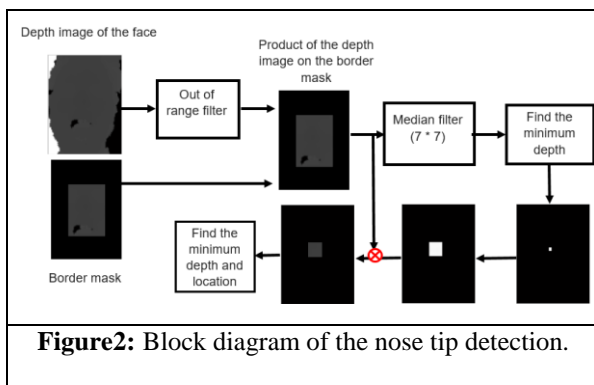 Depth image of the face
Out of
range filter
Product of the depth
image on the border
mask
Median filter
(7 * 7)
Find the
minimum
depth
Border mask
Find the
minimum
depth and
location
Figure2: Block diagram of the nose tip detection.